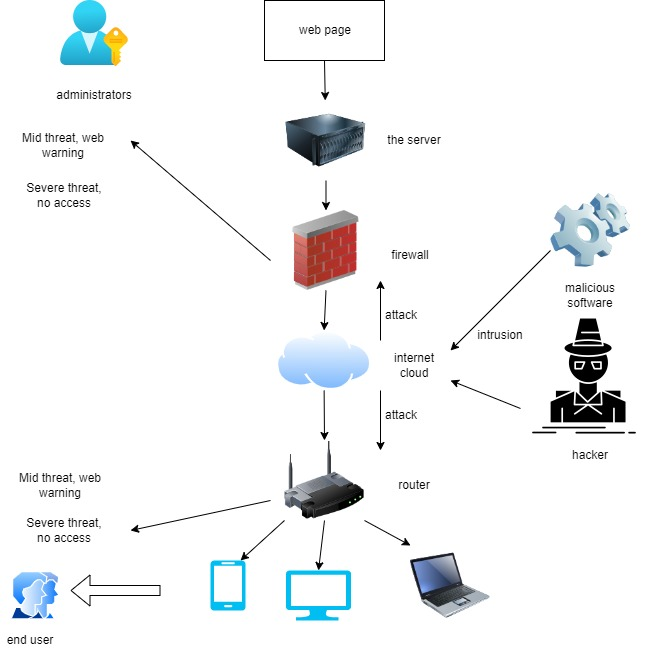 web page
administrators
the server
Mid threat, web
warning
Severe threat,
no access
firewall
malicious
software
attack
intrusion
internet
cloud
attack
hacker
Mid threat, web
warning
router
Severe threat,
no access
end user